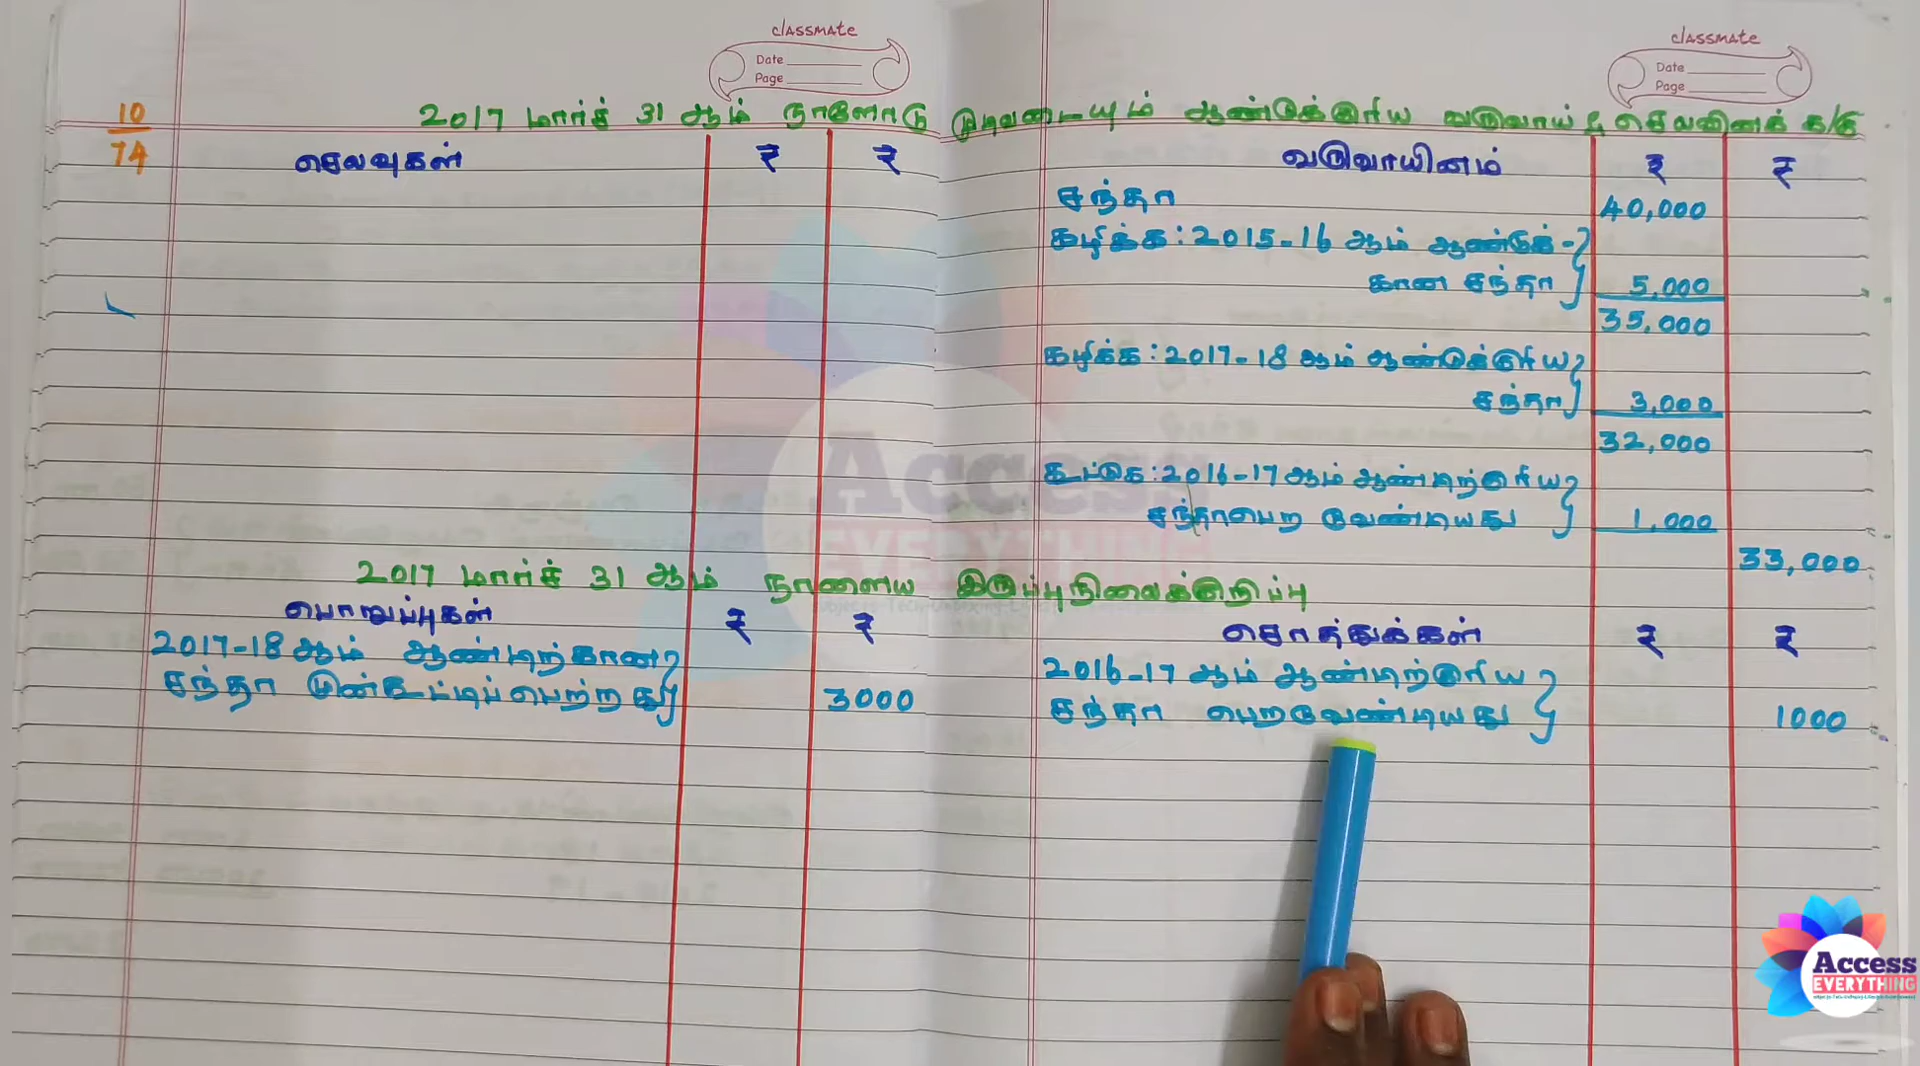 classmate
Date
Page
classmate
Date
Page
10
74
2017 மார்ச் 31 ஆம் நாளோடு முடிவடையும் ஆண்டுக்குரிய வருவாய் & செலவினக் க/கு
செலவுகள் ₹ ₹
வருவாயினம் ₹ ₹
சந்தா 40,000
கழிக்க : 2015-16 ஆம் ஆண்டுக்-
கான சந்தா 5,000
35,000
கழிக்க : 2017-18 ஆம் ஆண்டுக்குரிய
சந்தா 3,000
32,000
கூட்டுக : 2016-17 ஆம் ஆண்டிற்குரிய
சந்தா பெற வேண்டியது 1,000
33,000
2017 மார்ச் 31 ஆம் நாளைய இருப்புநிலைக்குறிப்பு
பொறுப்புகள் ₹ ₹
2017-18 ஆம் ஆண்டிற்கான
சந்தா முன்கூட்டிப் பெற்றது 3000
சொத்துக்கள் ₹ ₹
2016-17 ஆம் ஆண்டிற்குரிய
சந்தா பெறவேண்டியது 1000
Access
EVERYTHING
Access
EVERYTHING